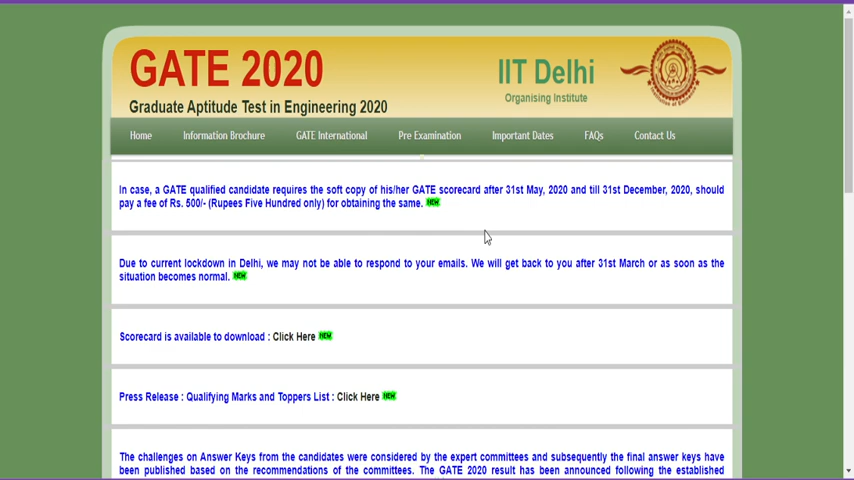 GATE 2020
Graduate Aptitude Test in Engineering 2020
IIT Delhi
Organising Institute
Home Information Brochure GATE International Pre Examination Important Dates FAQs Contact Us
In case, a GATE qualified candidate requires the soft copy of his/her GATE scorecard after 31st May, 2020 and till 31st December, 2020, should
pay a fee of Rs. 500/- (Rupees Five Hundred only) for obtaining the same. NEW
Due to current lockdown in Delhi, we may not be able to respond to your emails. We will get back to you after 31st March or as soon as the
situation becomes normal. NEW
Scorecard is available to download : Click Here NEW
Press Release : Qualifying Marks and Toppers List : Click Here NEW
The challenges on Answer Keys from the candidates were considered by the expert committees and subsequently the final answer keys have
been published based on the recommendations of the committees. The GATE 2020 result has been announced following the established